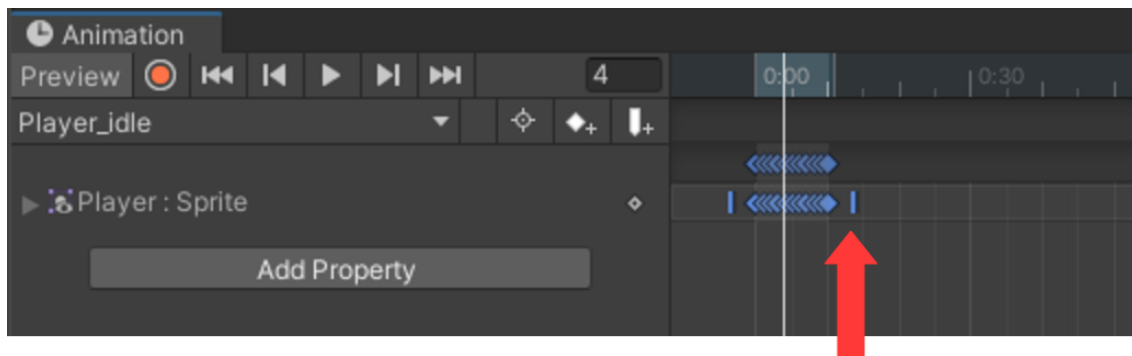 Animation
Preview 4 0:00 0:30
Player_idle
Player : Sprite
Add Property